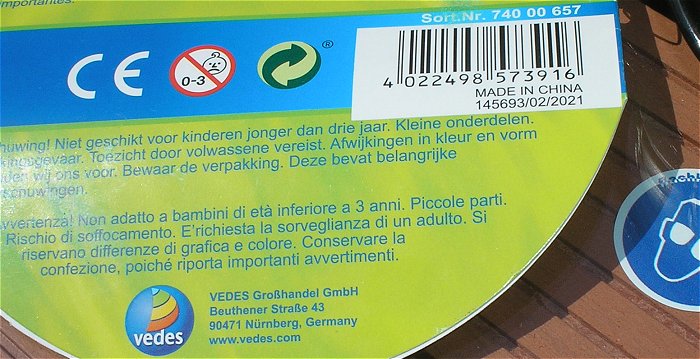 importantes.
Sort.Nr. 740 00 657
CE
0-3
®
4 022498 573916
MADE IN CHINA
145693/02/2021
Niet geschikt voor kinderen jonger dan drie jaar. Kleine onderdelen.
Toezicht door volwassene vereist. Afwijkingen in kleur en vorm
wij ons voor. Bewaar de verpakking. Deze bevat belangrijke
Non adatto a bambini di età inferiore a 3 anni. Piccole parti.
Rischio di soffocamento. E'richiesta la sorveglianza di un adulto. Si
riservano differenze di grafica e colore. Conservare la
confezione, poiché riporta importanti avvertimenti.
vedes
VEDES Großhandel GmbH
Beuthener Straße 43
90471 Nürnberg, Germany
www.vedes.com